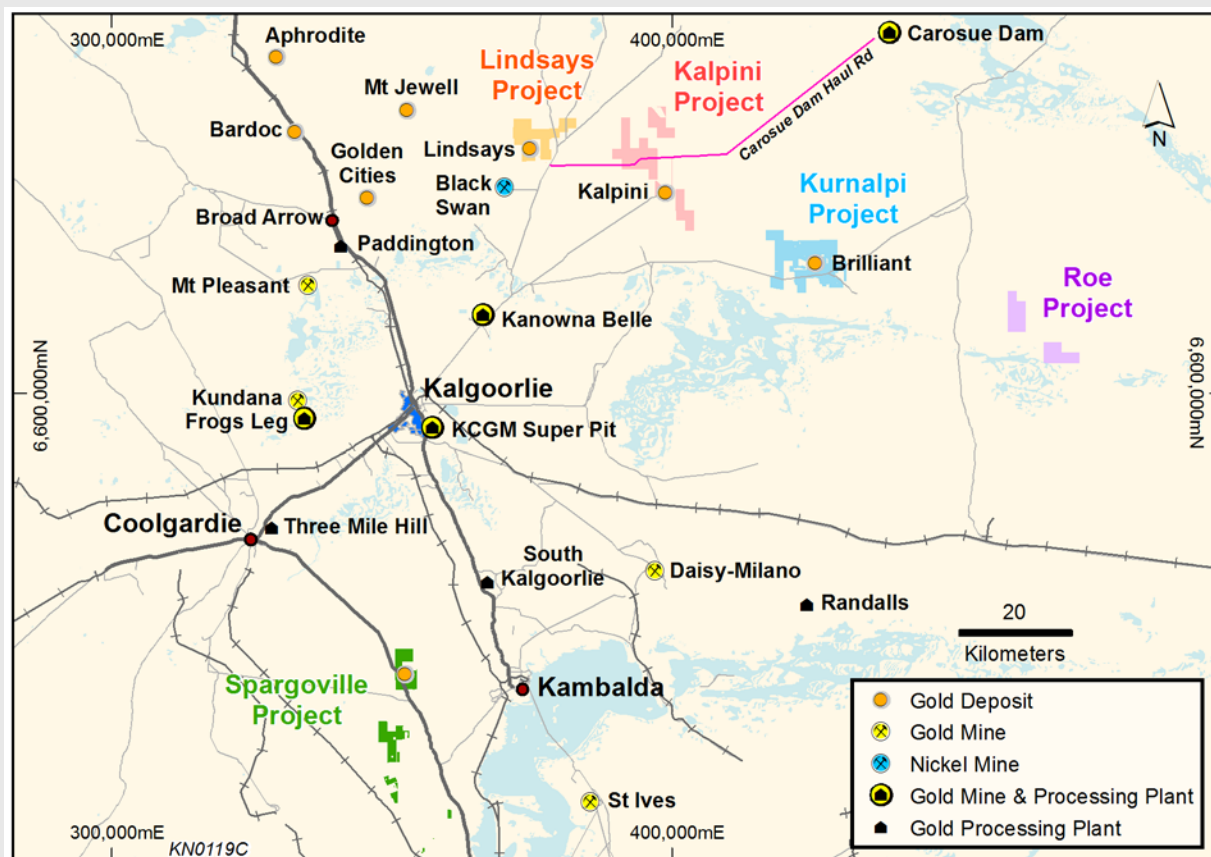 300,000mE
400,000mE
Aphrodite
Carosue Dam
Lindsays
Project
Kalpini
Project
Mt Jewell
Carosue Dam Haul Rd
N
Bardoc
Golden
Cities
Lindsays
Black
Swan
Kalpini
Kurnalpi
Project
Broad Arrow
Paddington
Brilliant
Mt Pleasant
Roe
Project
Kanowna Belle
6,600,000mN
6,600,0000mN
Kalgoorlie
Kundana
Frogs Leg
KCGM Super Pit
Coolgardie
Three Mile Hill
South
Kalgoorlie
Daisy-Milano
Randalls
20
Kilometers
Spargoville
Project
Kambalda
Gold Deposit
Gold Mine
Nickel Mine
Gold Mine & Processing Plant
Gold Processing Plant
St Ives
300,000mE
400,000mE
KN0119C